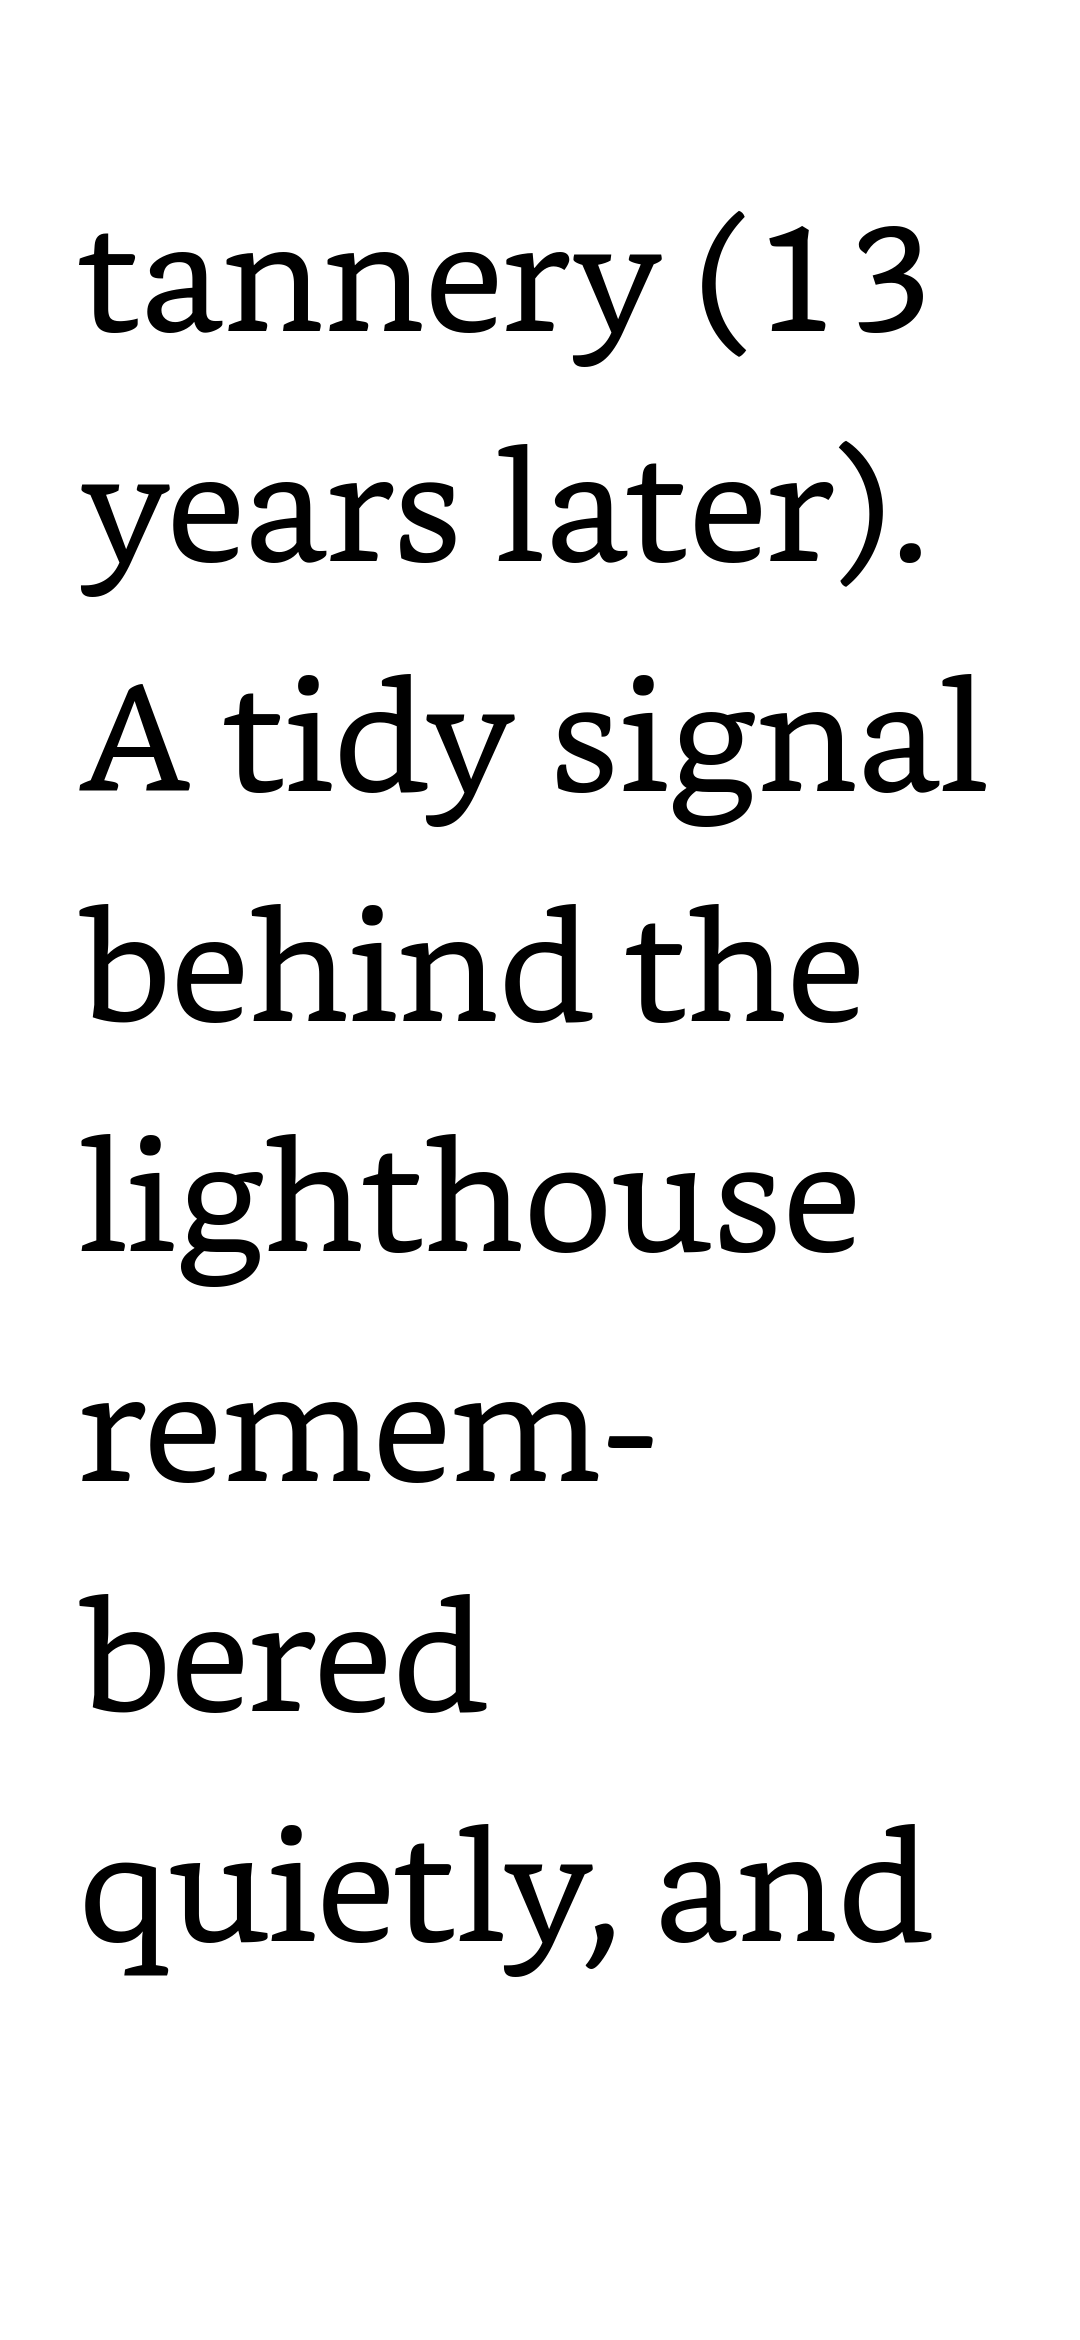 tannery (13
years later).
A tidy signal
behind the
lighthouse
remem-
bered
quietly, and